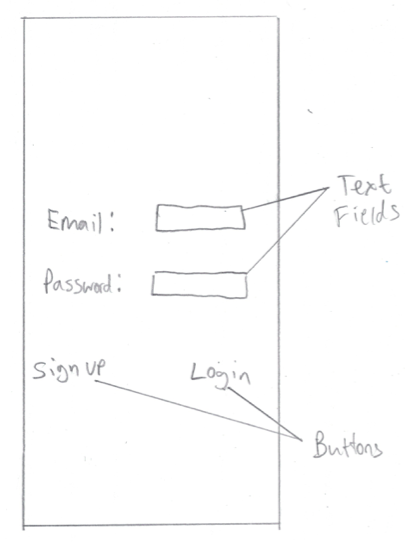 Email:
Text
Fields
Password:
Sign UP
Login
Buttons